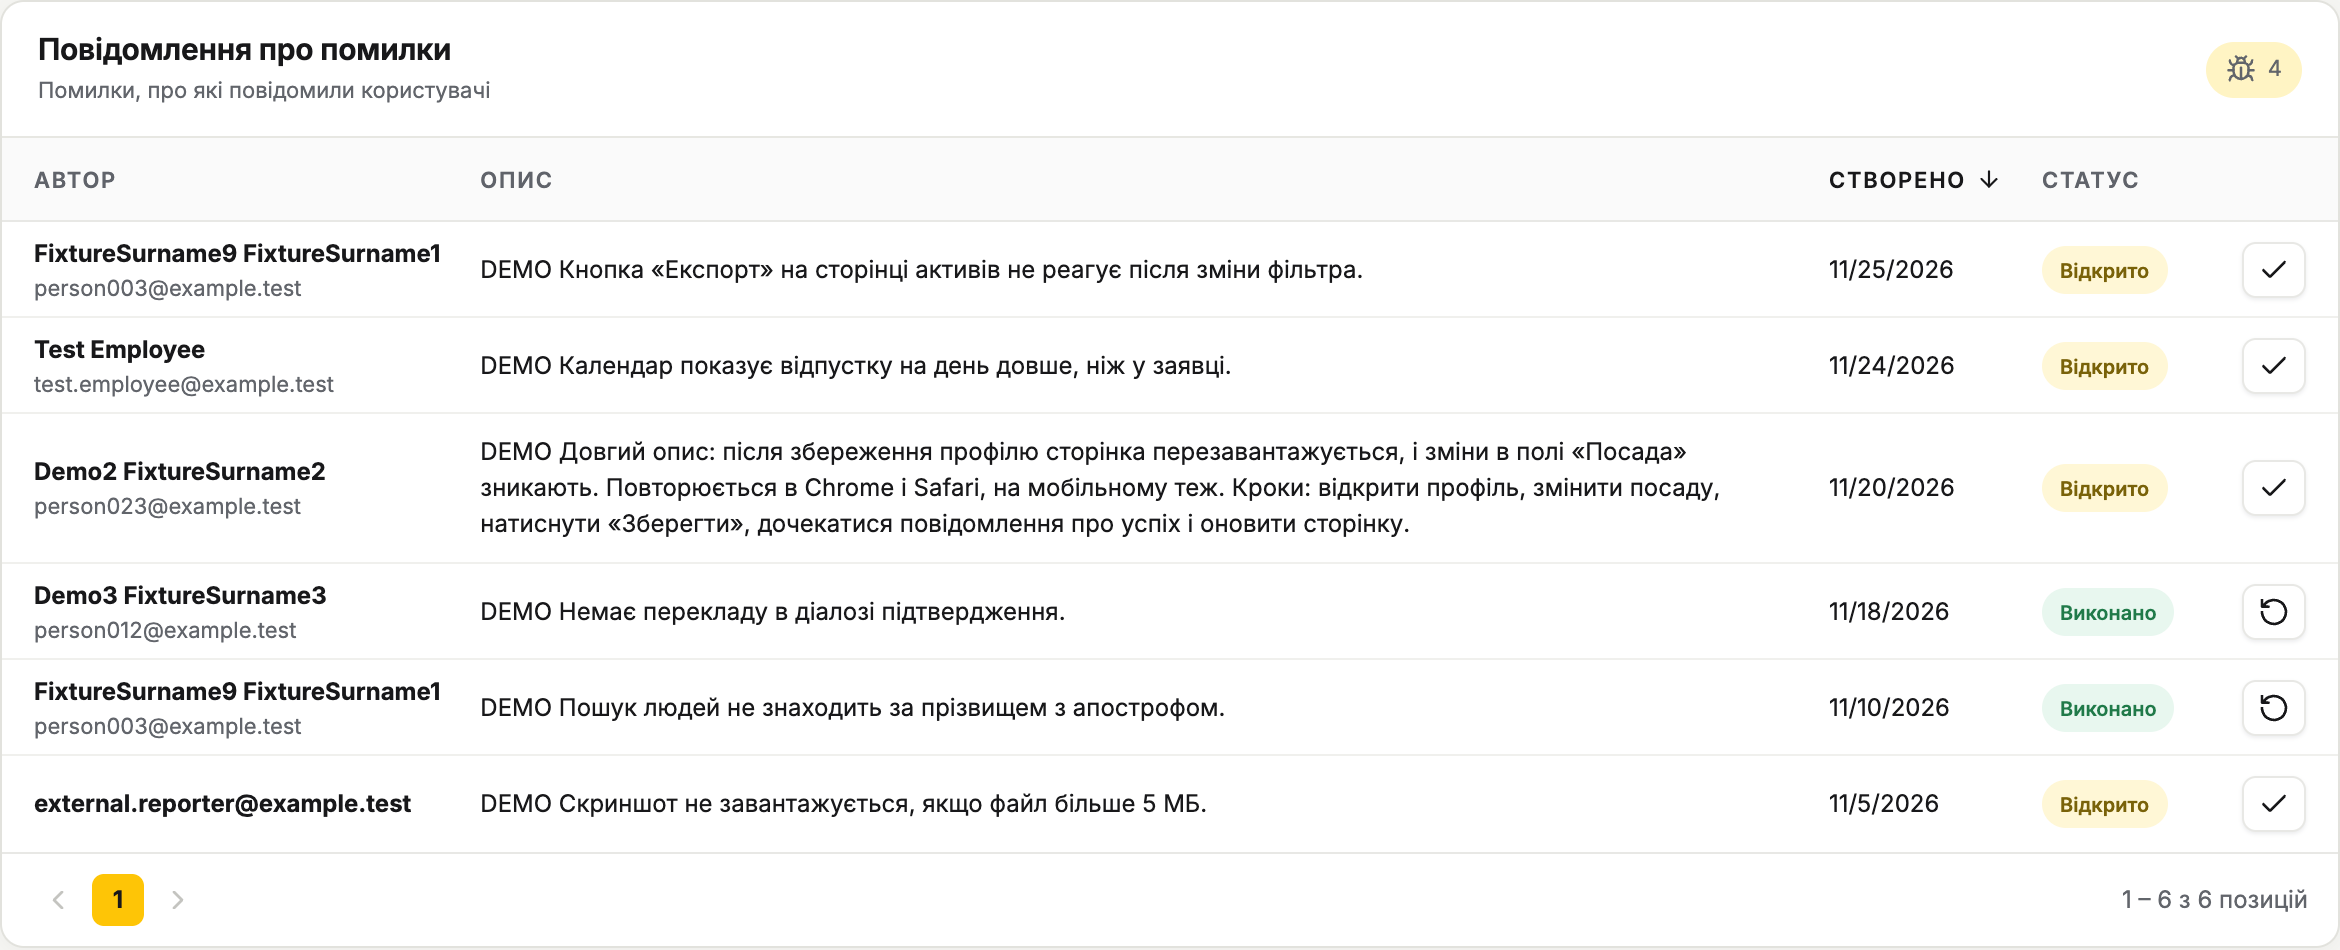 Повідомлення про помилки
Помилки, про які повідомили користувачі
4
АВТОР ОПИС СТВОРЕНО СТАТУС
FixtureSurname9 FixtureSurname1
person003@example.test
DEMO Кнопка «Експорт» на сторінці активів не реагує після зміни фільтра.
11/25/2026
Відкрито
Test Employee
test.employee@example.test
DEMO Календар показує відпустку на день довше, ніж у заявці.
11/24/2026
Відкрито
Demo2 FixtureSurname2
person023@example.test
DEMO Довгий опис: після збереження профілю сторінка перезавантажується, і зміни в полі «Посада»
зникають. Повторюється в Chrome і Safari, на мобільному теж. Кроки: відкрити профіль, змінити посаду,
натиснути «Зберегти», дочекатися повідомлення про успіх і оновити сторінку.
11/20/2026
Відкрито
Demo3 FixtureSurname3
person012@example.test
DEMO Немає перекладу в діалозі підтвердження.
11/18/2026
Виконано
FixtureSurname9 FixtureSurname1
person003@example.test
DEMO Пошук людей не знаходить за прізвищем з апострофом.
11/10/2026
Виконано
external.reporter@example.test
DEMO Скриншот не завантажується, якщо файл більше 5 МБ.
11/5/2026
Відкрито
1
1 – 6 з 6 позицій